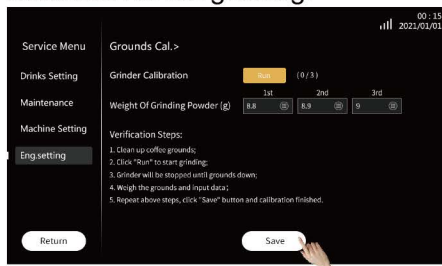 00 : 15
2021/01/01
Service Menu
Grounds Cal.>
Drinks Setting
Grinder Calibration
Run
(0/3)
1st 2nd 3rd
Maintenance
Weight Of Grinding Powder (g)
8.8 8.9 9
Machine Setting
Verification Steps:
1. Clean up coffee grounds;
Eng.setting
2. Click "Run" to start grinding;
3. Grinder will be stopped until grounds down;
4. Weigh the grounds and input data;
5. Repeat above steps, click "Save" button and calibration finished.
Return
Save